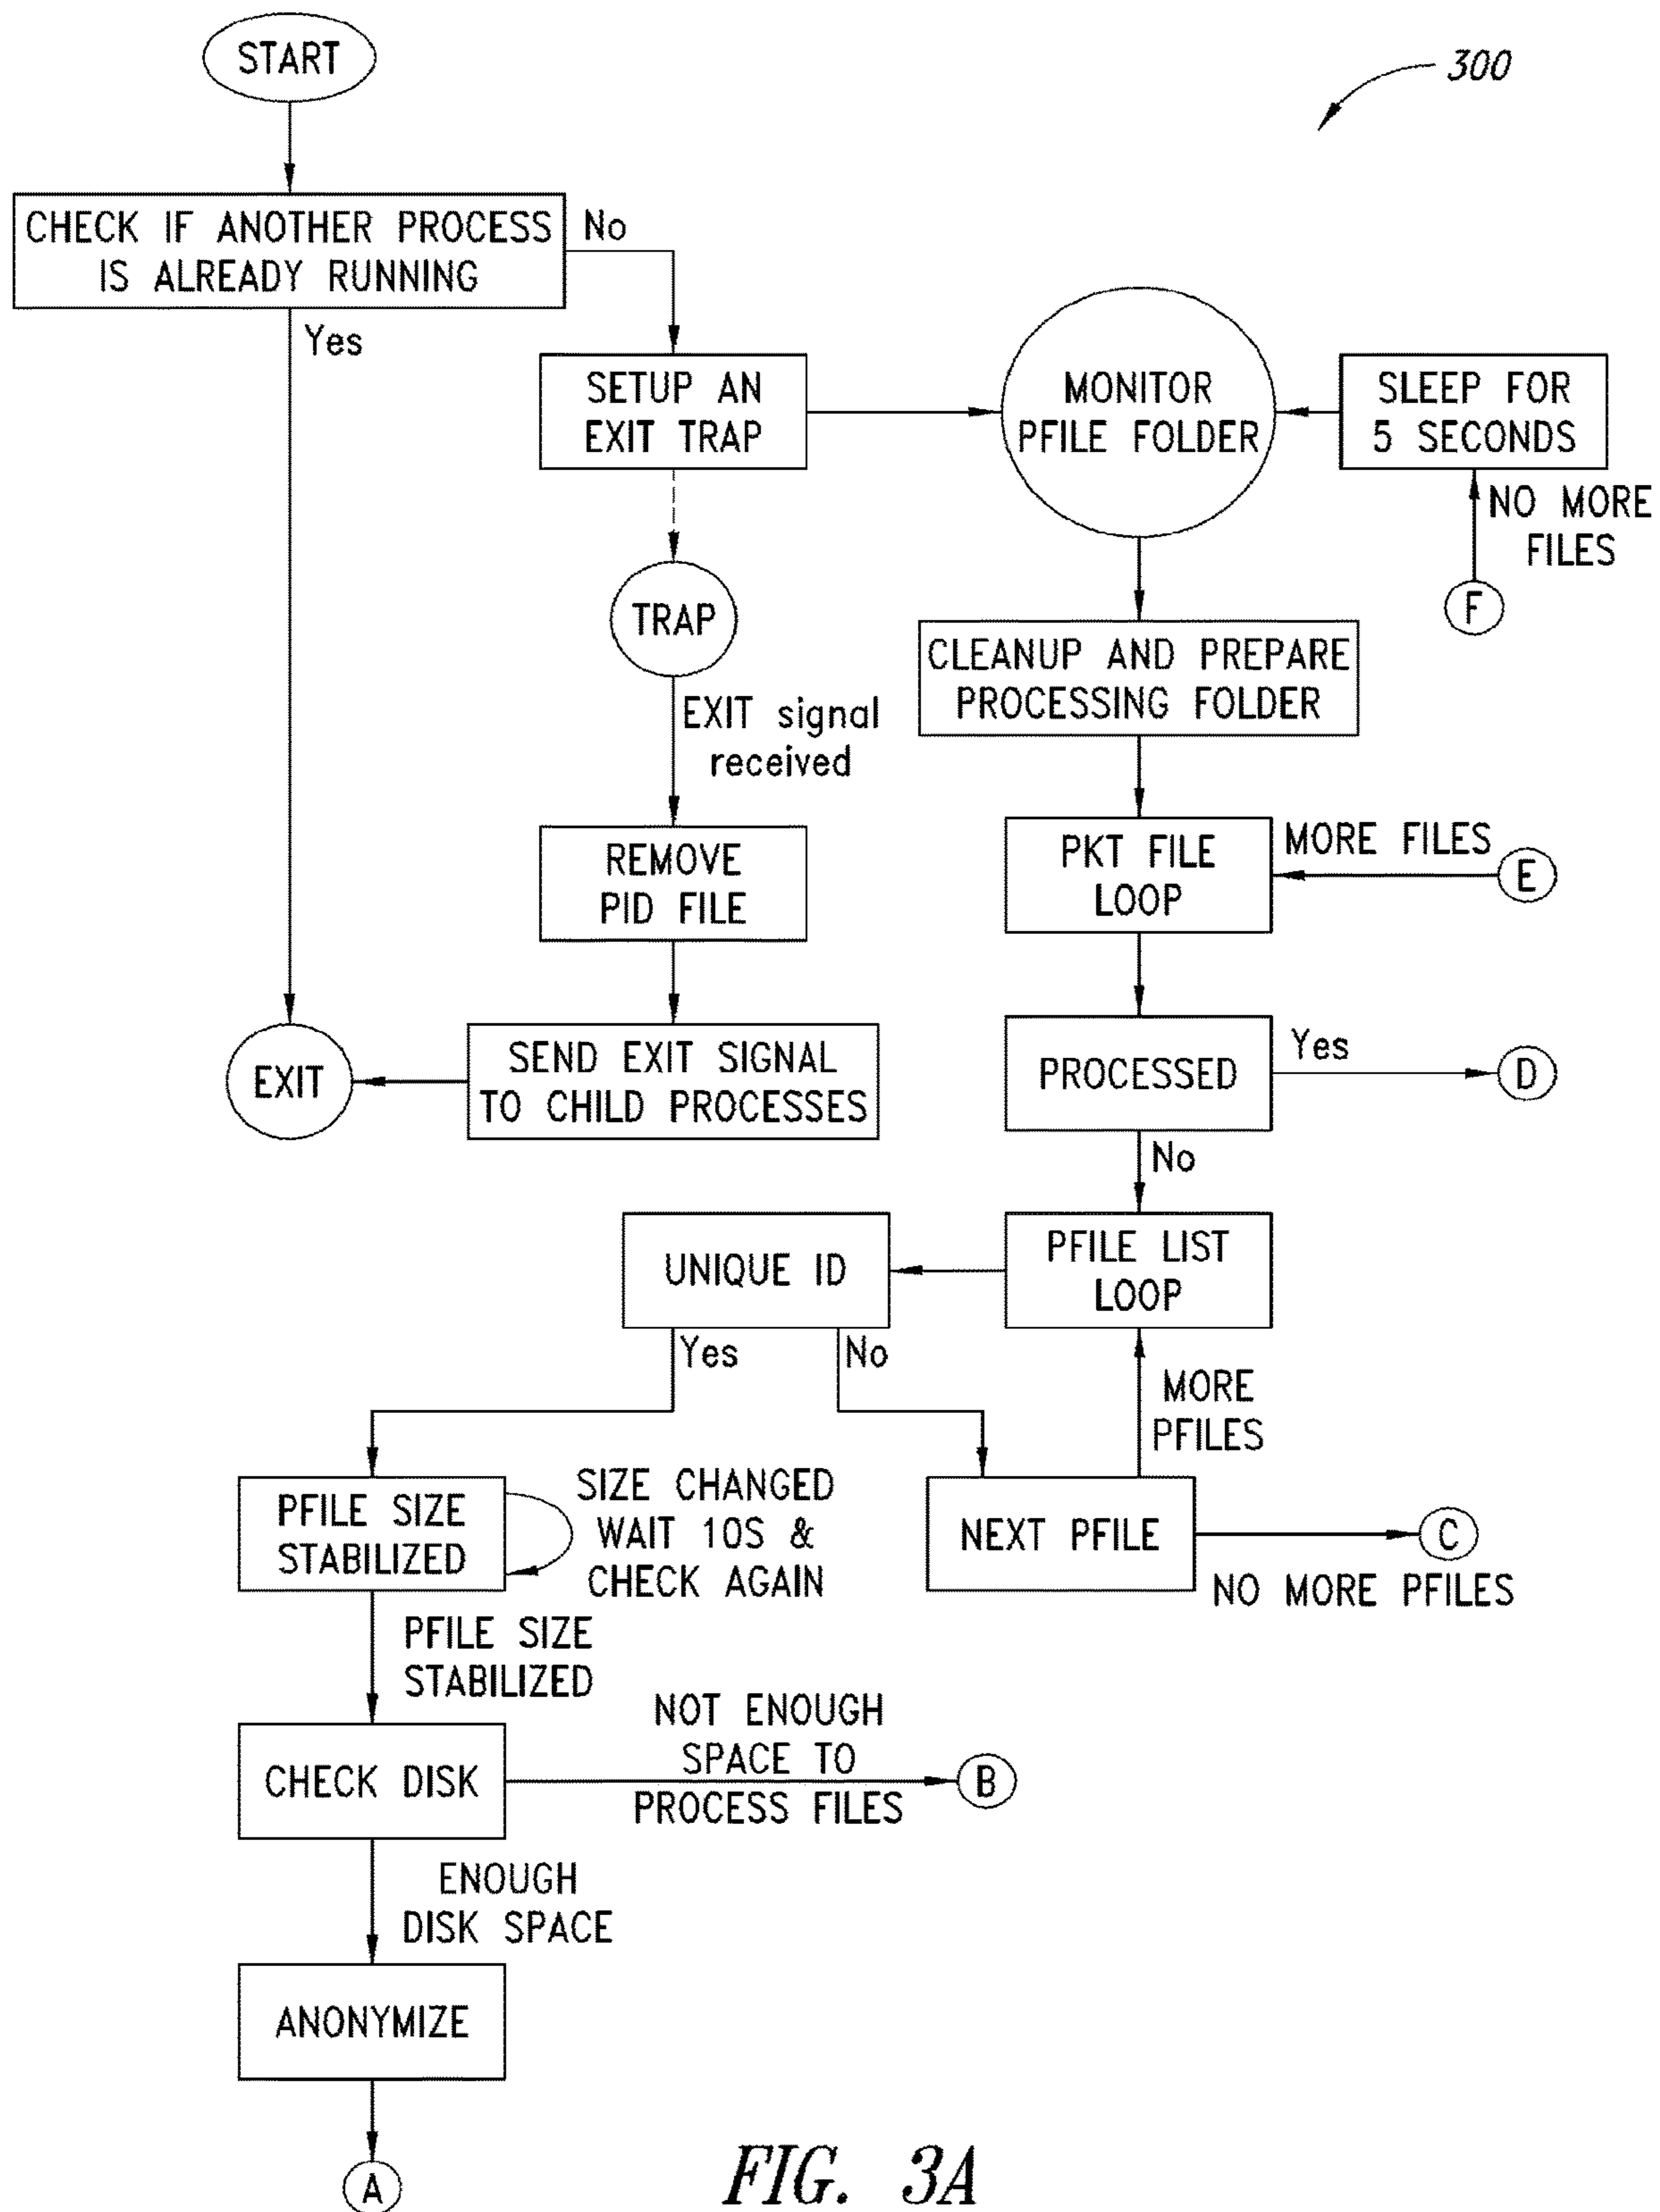 START
300
CHECK IF ANOTHER PROCESS
IS ALREADY RUNNING
No
Yes
SETUP AN
EXIT TRAP
MONITOR
PFILE FOLDER
SLEEP FOR
5 SECONDS
NO MORE
FILES
F
TRAP
EXIT signal
received
CLEANUP AND PREPARE
PROCESSING FOLDER
REMOVE
PID FILE
PKT FILE
LOOP
MORE FILES
E
EXIT
SEND EXIT SIGNAL
TO CHILD PROCESSES
PROCESSED
Yes
D
No
UNIQUE ID
PFILE LIST
LOOP
Yes
No
MORE
PFILES
PFILE SIZE
STABILIZED
SIZE CHANGED
WAIT 10S &
CHECK AGAIN
NEXT PFILE
C
NO MORE PFILES
PFILE SIZE
STABILIZED
CHECK DISK
NOT ENOUGH
SPACE TO
PROCESS FILES
B
ENOUGH
DISK SPACE
ANONYMIZE
A
FIG. 3A